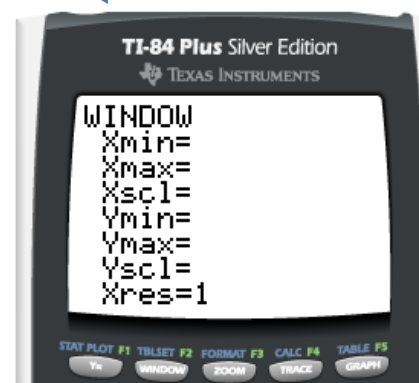 TI-84 Plus Silver Edition
TEXAS INSTRUMENTS
WINDOW
Xmin=
Xmax=
Xscl=
Ymin=
Ymax=
Yscl=
Xres=1
STAT PLOT F1 TBLSET F2 FORMAT F3 CALC F4 TABLE F5
Y= WINDOW ZOOM TRACE GRAPH